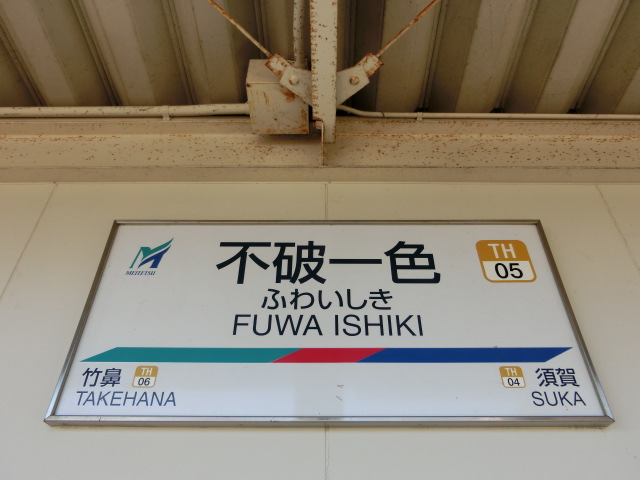 MEITETSU
不破一色
TH
05
ふわいしき
FUWA ISHIKI
竹鼻
TH
06
TAKEHANA
TH
04
須賀
SUKA